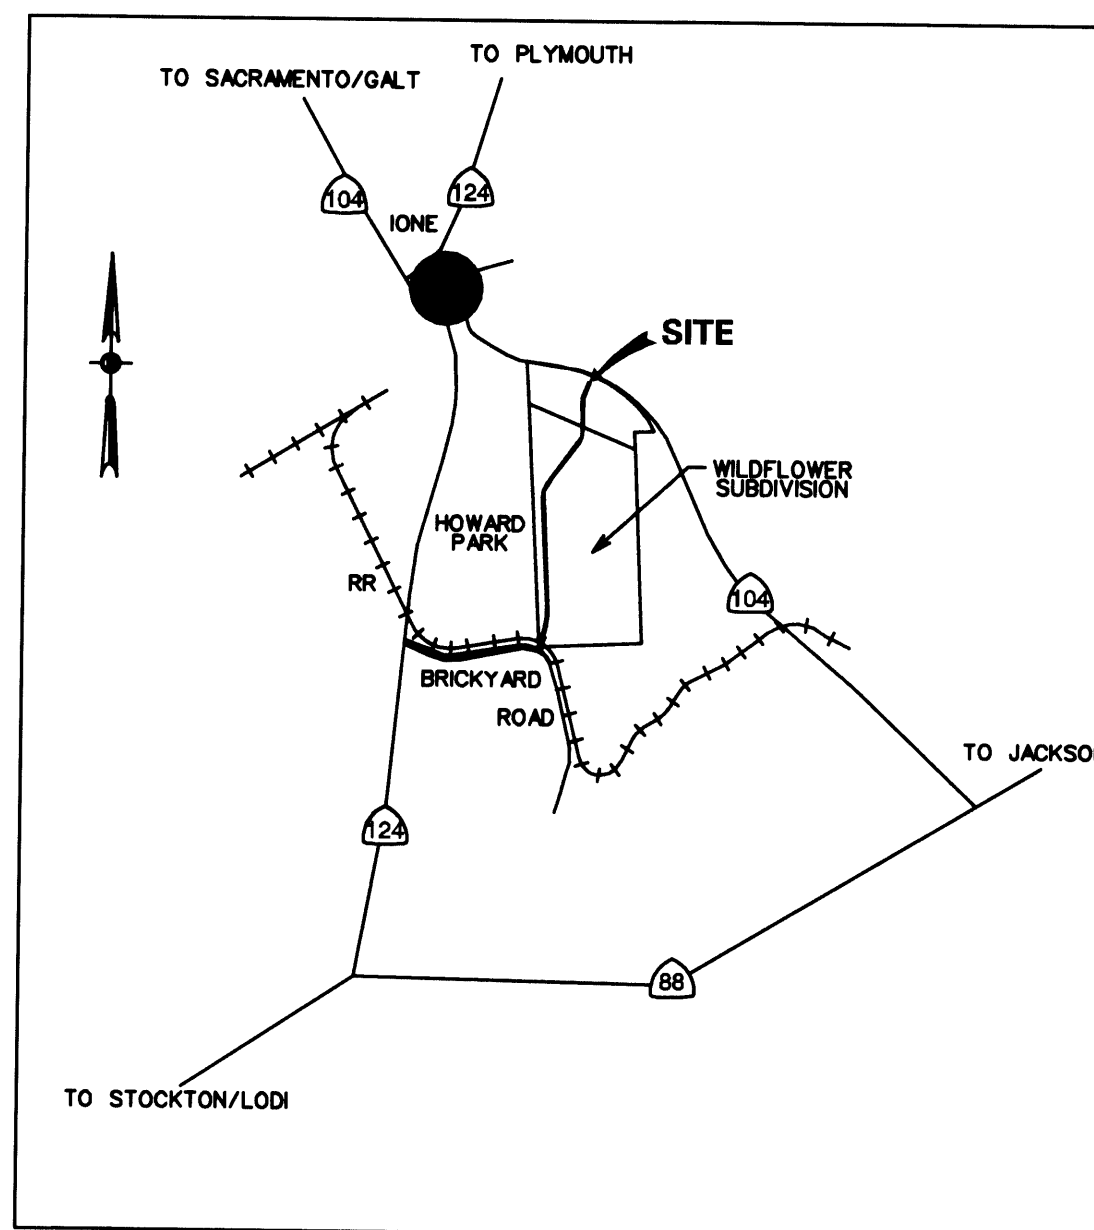 TO PLYMOUTH
TO SACRAMENTO/GALT
104
124
IONE
SITE
WILDFLOWER
SUBDIVISION
HOWARD
PARK
RR
104
BRICKYARD
ROAD
TO JACKSO
124
88
TO STOCKTON/LODI